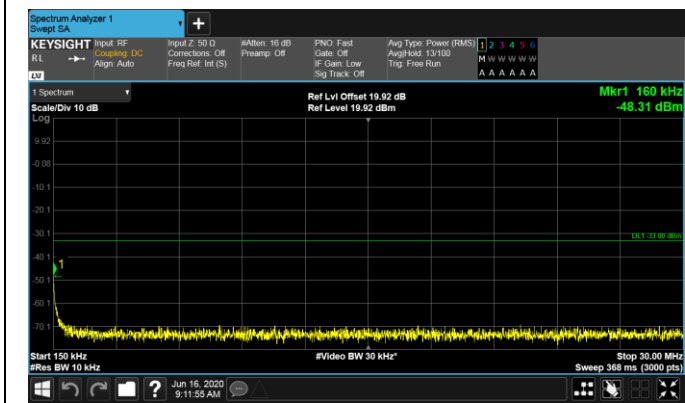 Spectrum Analyzer 1
Swept SA
+
KEYSIGHT
RL
LXI
Input: RF
Coupling: DC
Align: Auto
Input Z: 50 Ω
Corrections: Off
Freq Ref: Int (S)
#Atten: 16 dB
Preamp: Off
PNO: Fast
Gate: Off
IF Gain: Low
Sig Track: Off
Avg Type: Power (RMS)
Avg|Hold: 13/100
Trig: Free Run
1 2 3 4 5 6
M W W W W W
A A A A A A
1 Spectrum
Scale/Div 10 dB
Log
Ref Lvl Offset 19.92 dB
Ref Level 19.92 dBm
Mkr1 160 kHz
-48.31 dBm
9.92
-0.08
-10.1
-20.1
-30.1
DL1 -33.00 dBm
-40.1
1
-50.1
-60.1
-70.1
Start 150 kHz
#Video BW 30 kHz*
Stop 30.00 MHz
#Res BW 10 kHz
Sweep 368 ms (3000 pts)
?
Jun 16, 2020
9:11:55 AM